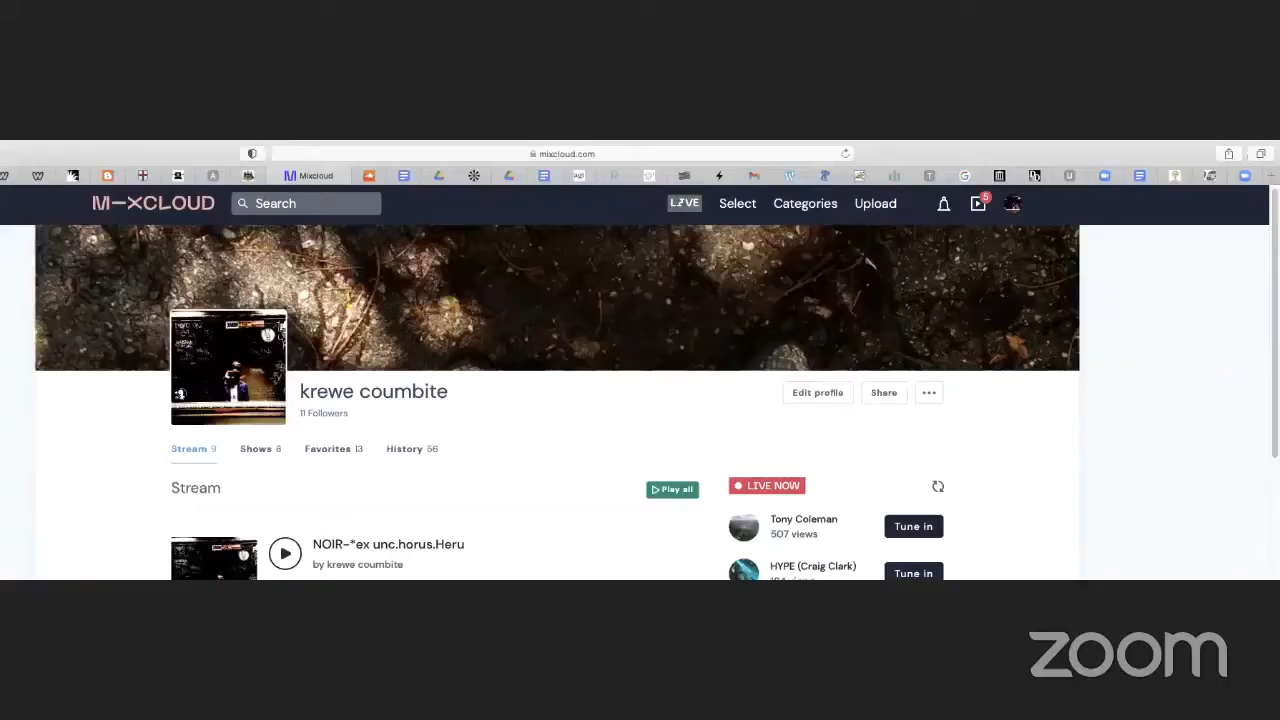 mixcloud.com
Mixcloud
M-XCLOUD
Search
LIVE
Select
Categories
Upload
5
krewe coumbite
11 Followers
Edit profile
Share
Stream 9
Shows 8
Favorites 13
History 56
Stream
Play all
LIVE NOW
NOIR-*ex unc.horus.Heru
by krewe coumbite
Tony Coleman
507 views
Tune in
HYPE (Craig Clark)
Tune in
zoom